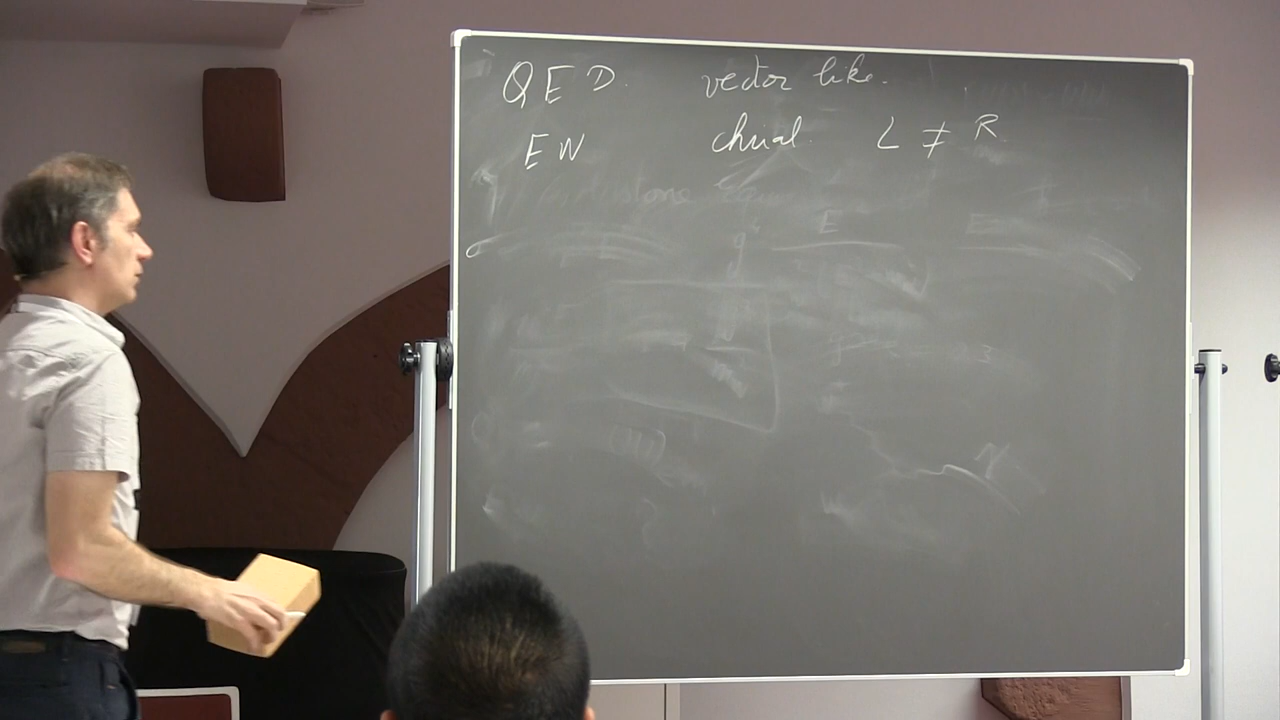 QED. vector like.
EW chiral. L ≠ R